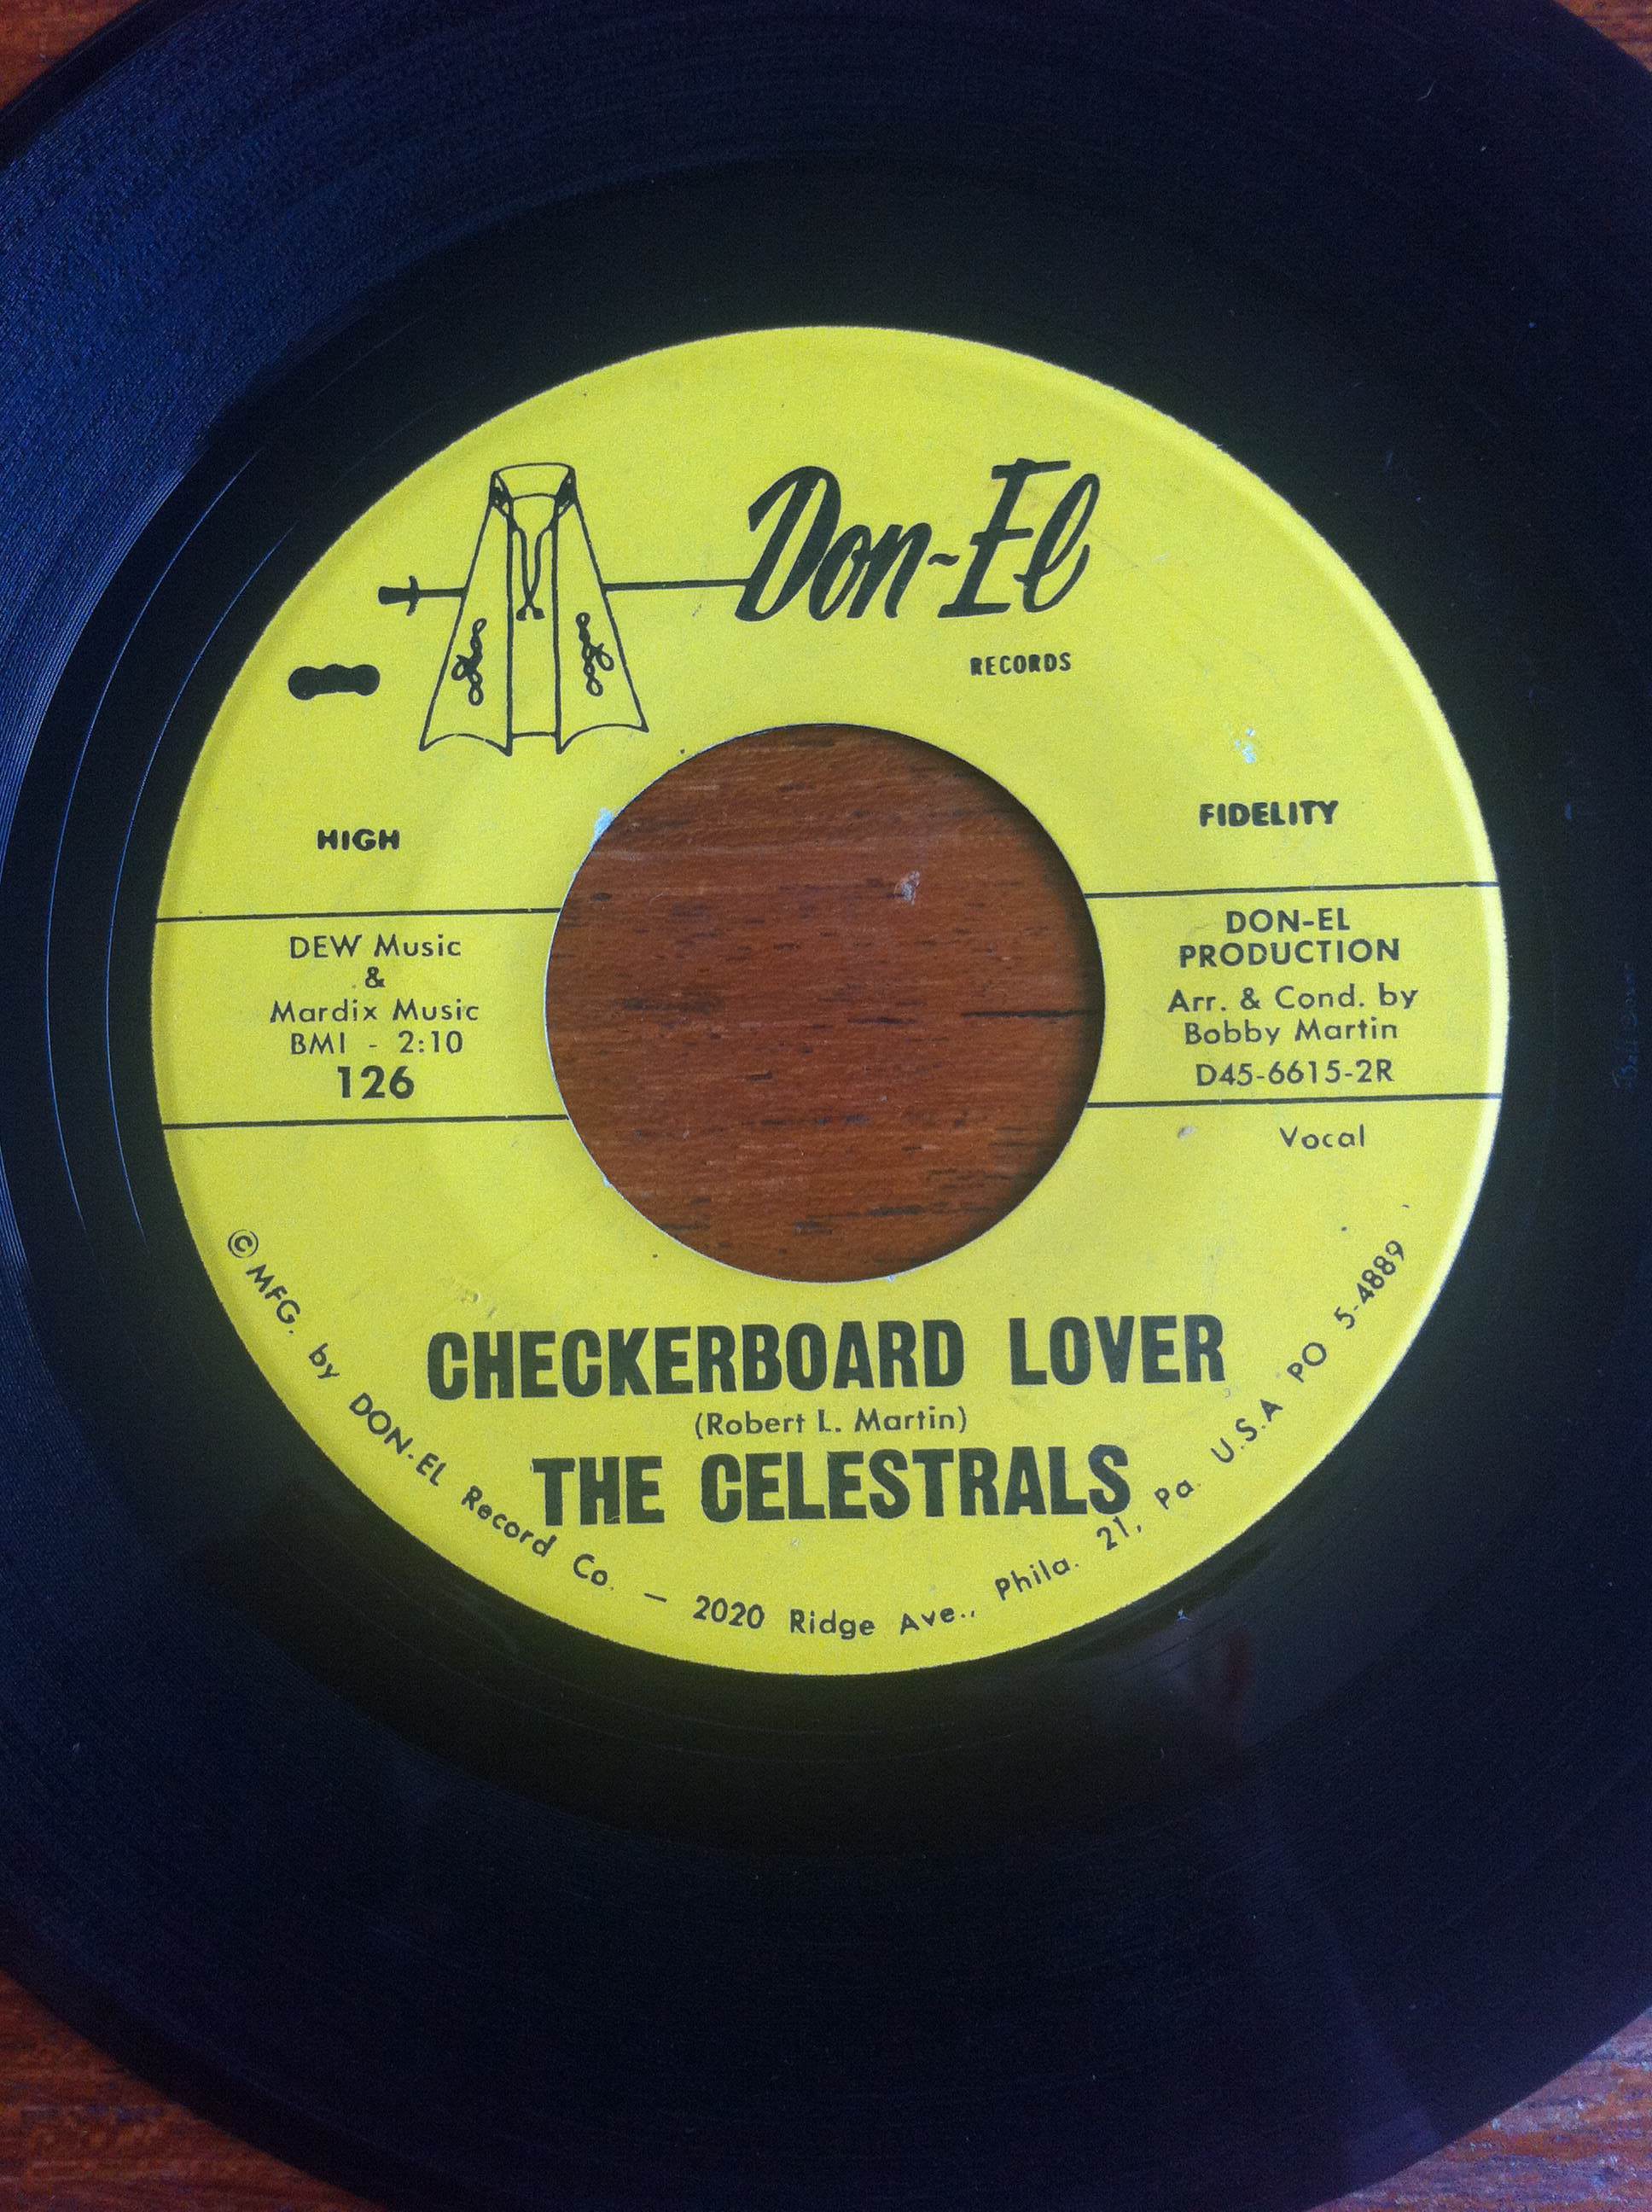 Don-El
RECORDS
HIGH
FIDELITY
DEW Music
&
Mardix Music
BMI - 2:10
126
DON-EL
PRODUCTION
Arr. & Cond. by
Bobby Martin
D45-6615-2R
Vocal
CHECKERBOARD LOVER
(Robert L. Martin)
THE CELESTRALS
© MFG. by DON-EL Record Co. — 2020 Ridge Ave., Phila. 21, Pa. U.S.A PO 5-4889